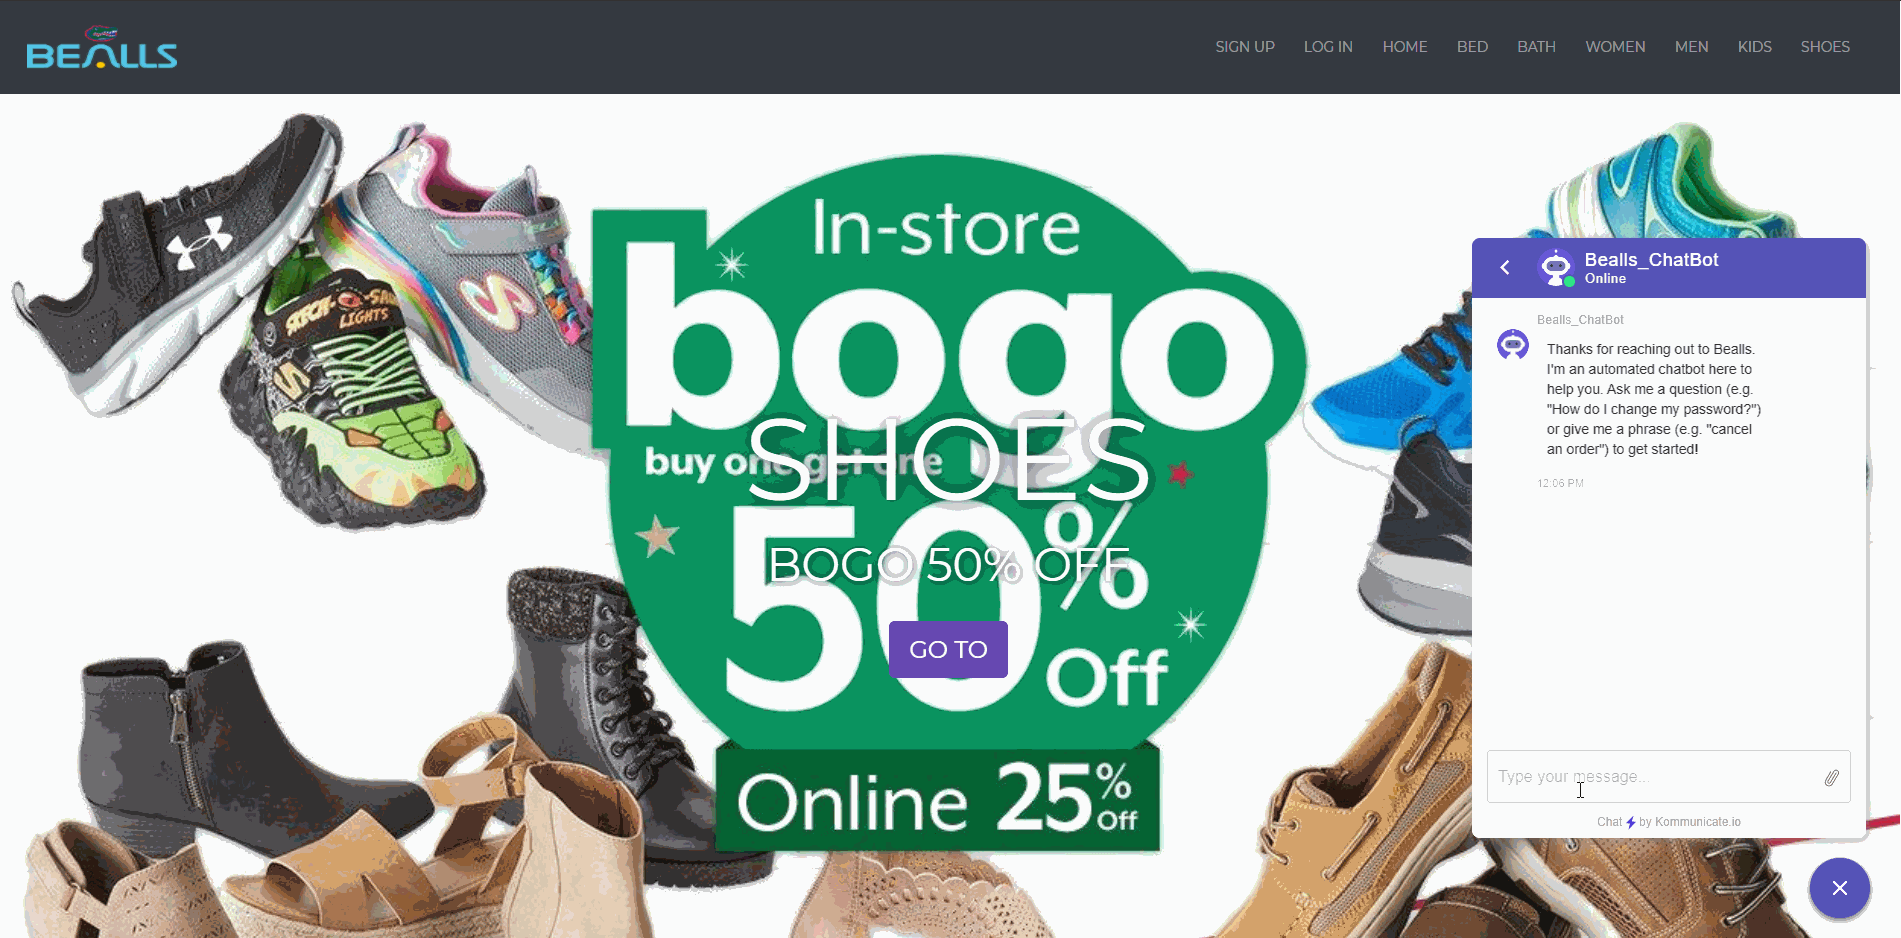 BEALLS
SIGN UP LOG IN HOME BED BATH WOMEN MEN KIDS SHOES
In-store
bogo
buy one get one
50% Off
Online 25% Off
SHOES
BOGO 50% OFF
GO TO
SKECH-SAUR
LIGHTS
S
S
Bealls_ChatBot
Online
Bealls_ChatBot
Thanks for reaching out to Bealls.
I'm an automated chatbot here to
help you. Ask me a question (e.g.
"How do I change my password?")
or give me a phrase (e.g. "cancel
an order") to get started!
12:06 PM
Type your message...
Chat by Kommunicate.io